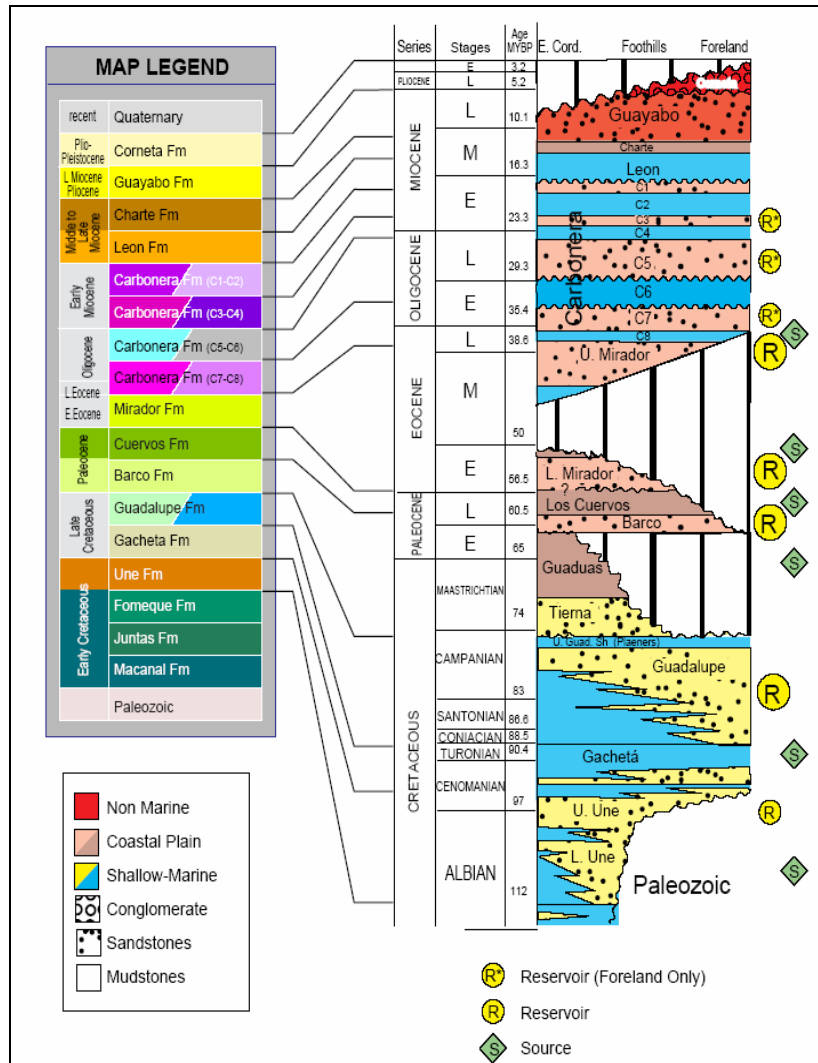 MAP LEGEND
recent
Quaternary
Plio-
Pleistocene
Corneta Fm
L Miocene
Pliocene
Guayabo Fm
Middle to
Late
Miocene
Charte Fm
Leon Fm
Early
Miocene
Carbonera Fm (C1-C2)
Carbonera Fm (C3-C4)
Oligocene
Carbonera Fm (C5-C6)
Carbonera Fm (C7-C8)
L.Eocene
E.Eocene
Mirador Fm
Paleocene
Cuervos Fm
Barco Fm
Late
Cretaceous
Guadalupe Fm
Gacheta Fm
Early Cretaceous
Une Fm
Fomeque Fm
Juntas Fm
Macanal Fm
Paleozoic
Non Marine
Coastal Plain
Shallow-Marine
Conglomerate
Sandstones
Mudstones
Series
Stages
Age
MYBP
E. Cord.
Foothills
Foreland
E
3.2
PLIOCENE
L
5.2
MIOCENE
L
10.1
M
16.3
E
23.3
OLIGOCENE
L
29.3
E
35.4
EOCENE
L
38.6
M
50
E
56.5
PALEOCENE
L
60.5
E
65
CRETACEOUS
MAASTRICHTIAN
74
CAMPANIAN
83
SANTONIAN
86.6
CONIACIAN
88.5
TURONIAN
90.4
CENOMANIAN
97
ALBIAN
112
Guayabo
Charte
Leon
Carbonera
C1
C2
C3
C4
C5
C6
C7
C8
U. Mirador
L. Mirador
?
Los Cuervos
Barco
Guaduas
Tierna
U. Guad. Sh (Plaeners)
Guadalupe
Gachetá
U. Une
L. Une
Paleozoic
R*
R*
R*
S
R
S
R
S
R
S
R
S
R
S
R* Reservoir (Foreland Only)
R Reservoir
S Source